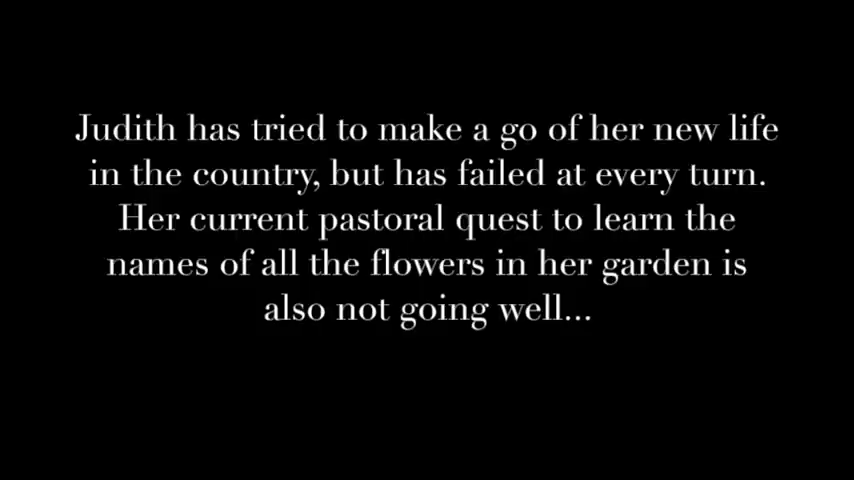 Judith has tried to make a go of her new life
in the country, but has failed at every turn.
Her current pastoral quest to learn the
names of all the flowers in her garden is
also not going well...